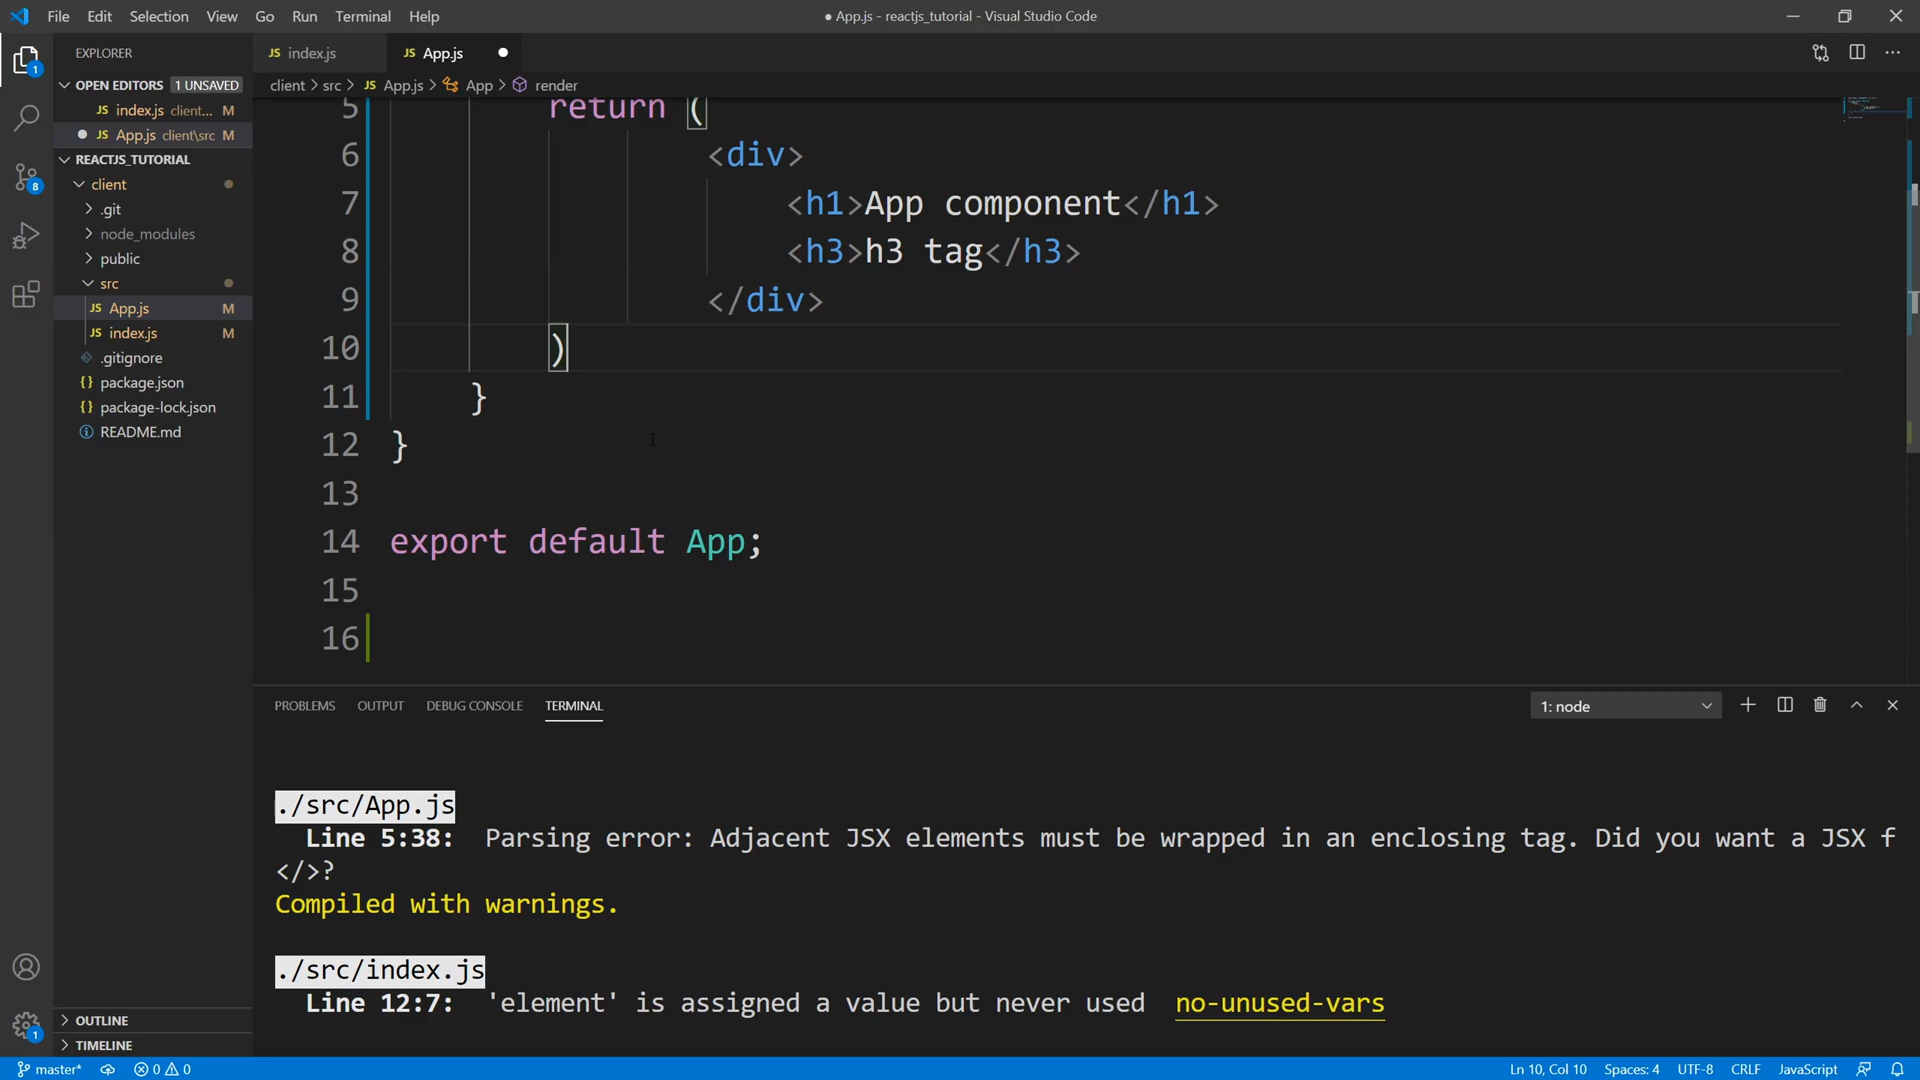 File Edit Selection View Go Run Terminal Help
● App.js - reactjs_tutorial - Visual Studio Code
EXPLORER
JS index.js
JS App.js
OPEN EDITORS 1 UNSAVED
client > src > JS App.js > App > render
JS index.js client... M
JS App.js client\src M
REACTJS_TUTORIAL
client
.git
node_modules
public
src
JS App.js M
JS index.js M
.gitignore
{} package.json
{} package-lock.json
README.md
OUTLINE
TIMELINE
5 return (
6 <div>
7 <h1>App component</h1>
8 <h3>h3 tag</h3>
9 </div>
10 )
11 }
12 }
13
14 export default App;
15
16
PROBLEMS OUTPUT DEBUG CONSOLE TERMINAL
1: node
./src/App.js
Line 5:38: Parsing error: Adjacent JSX elements must be wrapped in an enclosing tag. Did you want a JSX f
</>?
Compiled with warnings.
./src/index.js
Line 12:7: 'element' is assigned a value but never used no-unused-vars
1
8
1
master* 0 0
Ln 10, Col 10 Spaces: 4 UTF-8 CRLF JavaScript